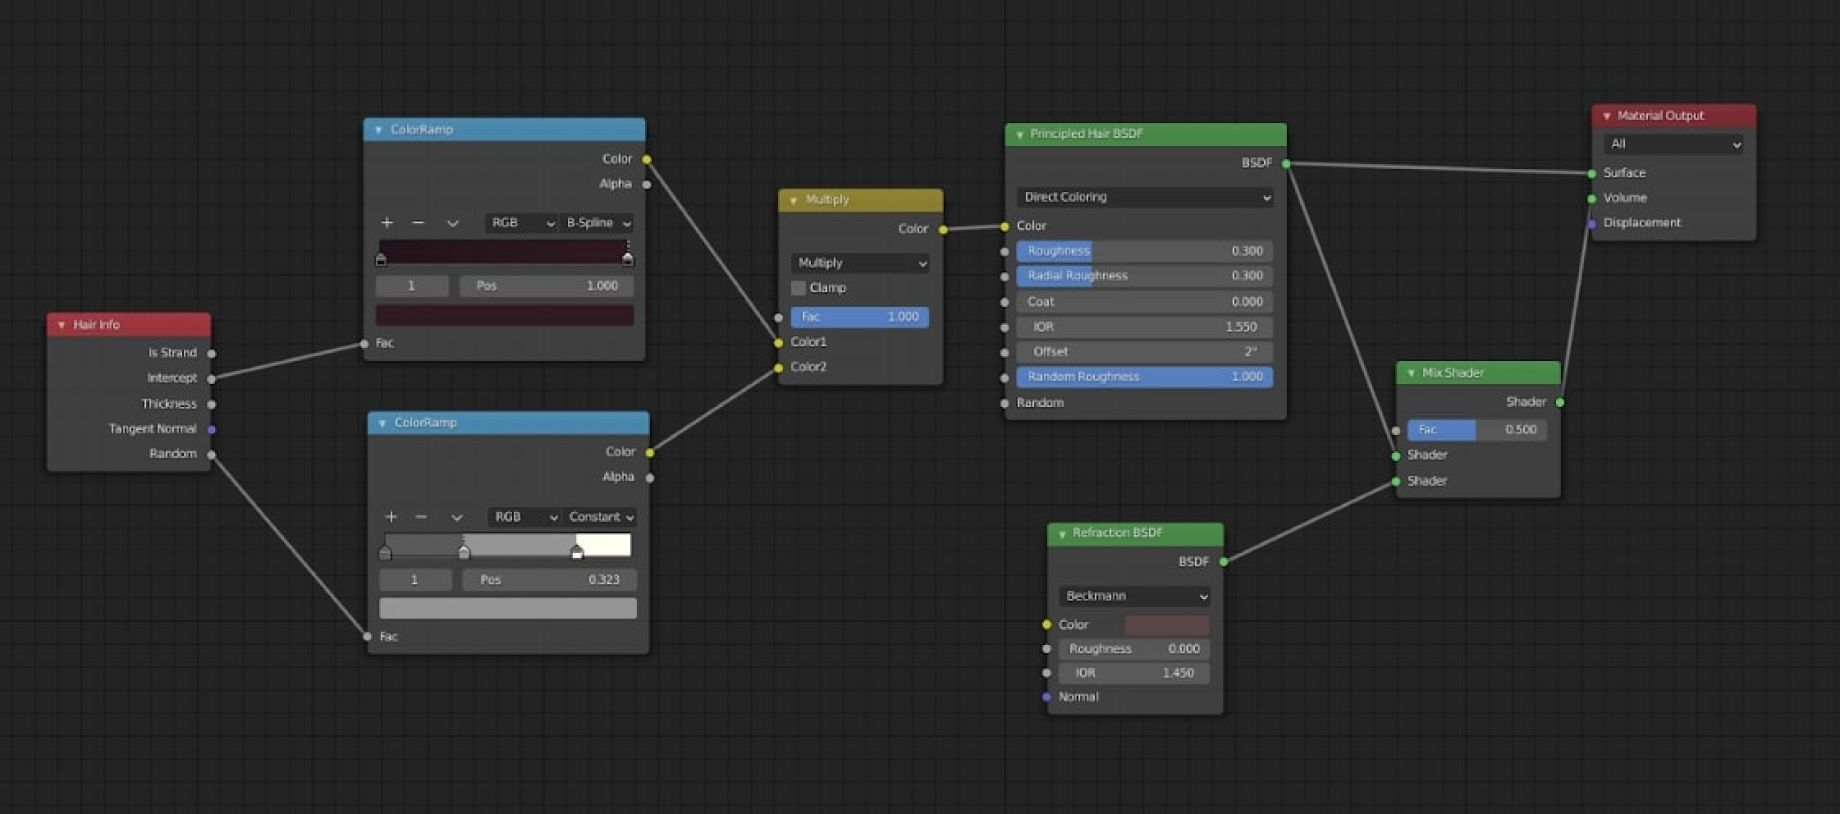 Hair Info
Is Strand
Intercept
Thickness
Tangent Normal
Random
ColorRamp
Color
Alpha
+ − RGB B-Spline
1 Pos 1.000
Fac
ColorRamp
Color
Alpha
+ − RGB Constant
1 Pos 0.323
Fac
Multiply
Color
Multiply
Clamp
Fac 1.000
Color1
Color2
Principled Hair BSDF
BSDF
Direct Coloring
Color
Roughness 0.300
Radial Roughness 0.300
Coat 0.000
IOR 1.550
Offset 2°
Random Roughness 1.000
Random
Refraction BSDF
BSDF
Beckmann
Color
Roughness 0.000
IOR 1.450
Normal
Mix Shader
Shader
Fac 0.500
Shader
Shader
Material Output
All
Surface
Volume
Displacement